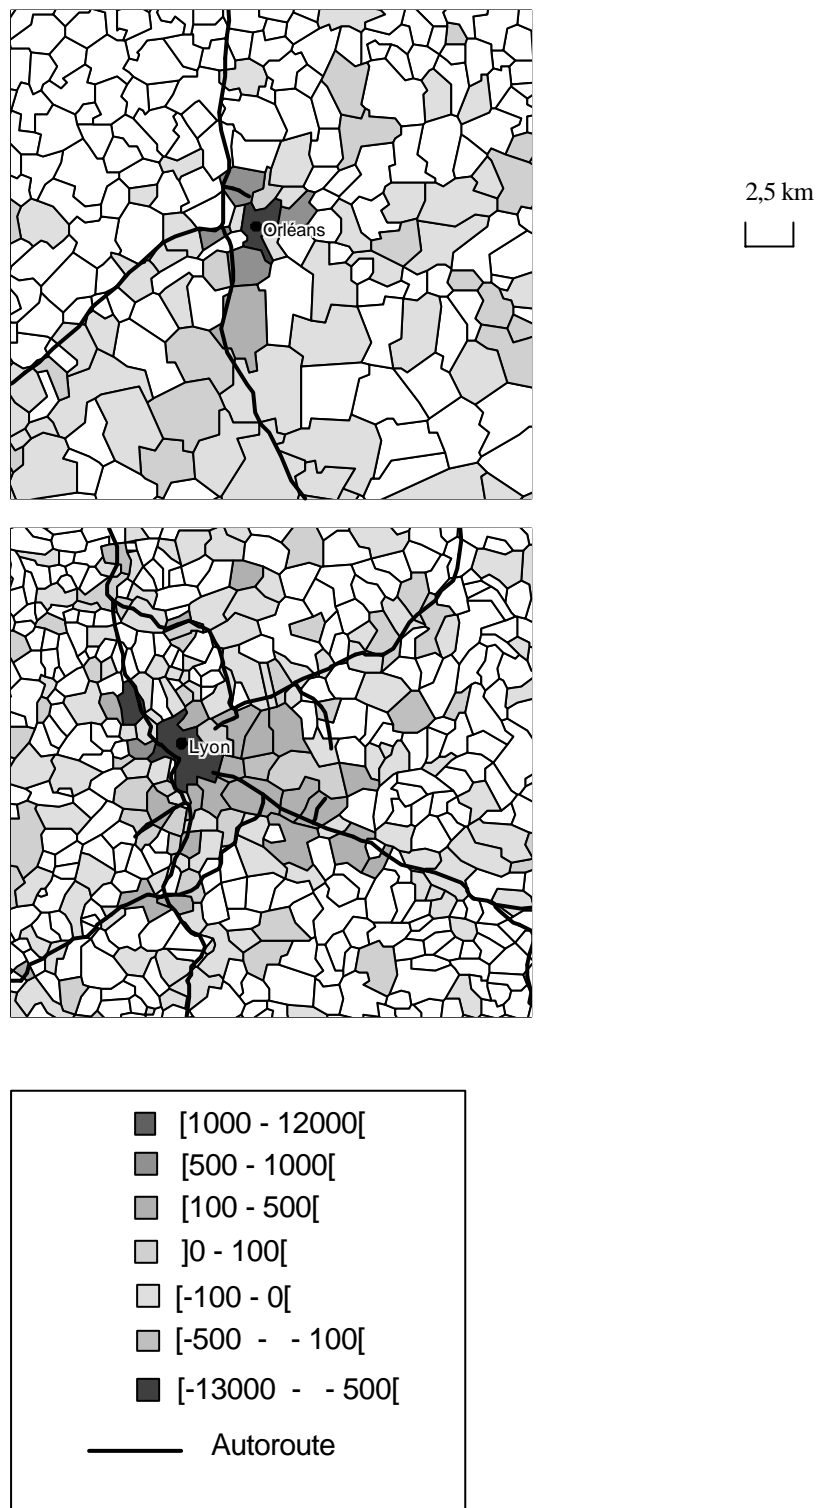 Orléans
2,5 km
Lyon
[1000 - 12000[
[500 - 1000[
[100 - 500[
]0 - 100[
[-100 - 0[
[-500 - - 100[
[-13000 - - 500[
Autoroute